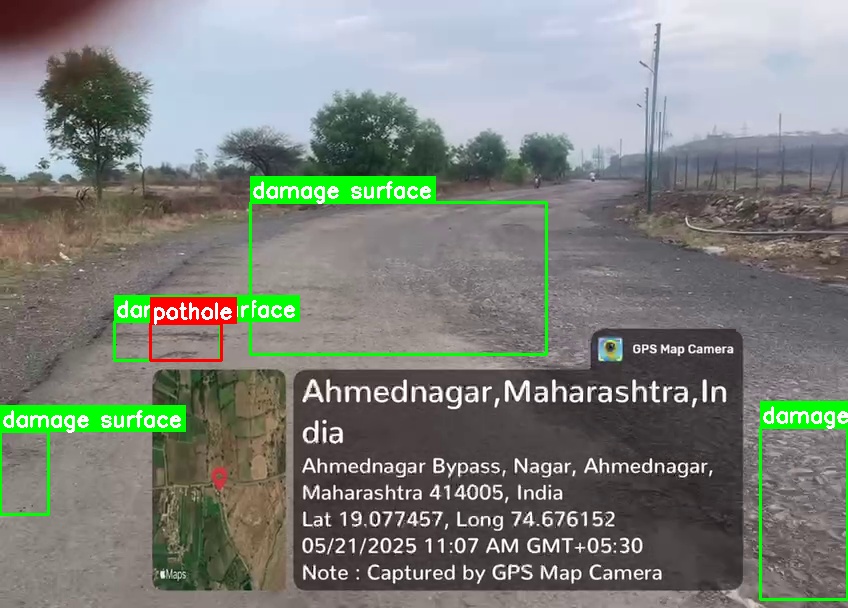 damage surface
pothole
damage surface
damage
GPS Map Camera
Ahmednagar,Maharashtra,In
dia
Ahmednagar Bypass, Nagar, Ahmednagar,
Maharashtra 414005, India
Lat 19.077457, Long 74.676152
05/21/2025 11:07 AM GMT+05:30
Note : Captured by GPS Map Camera
Maps